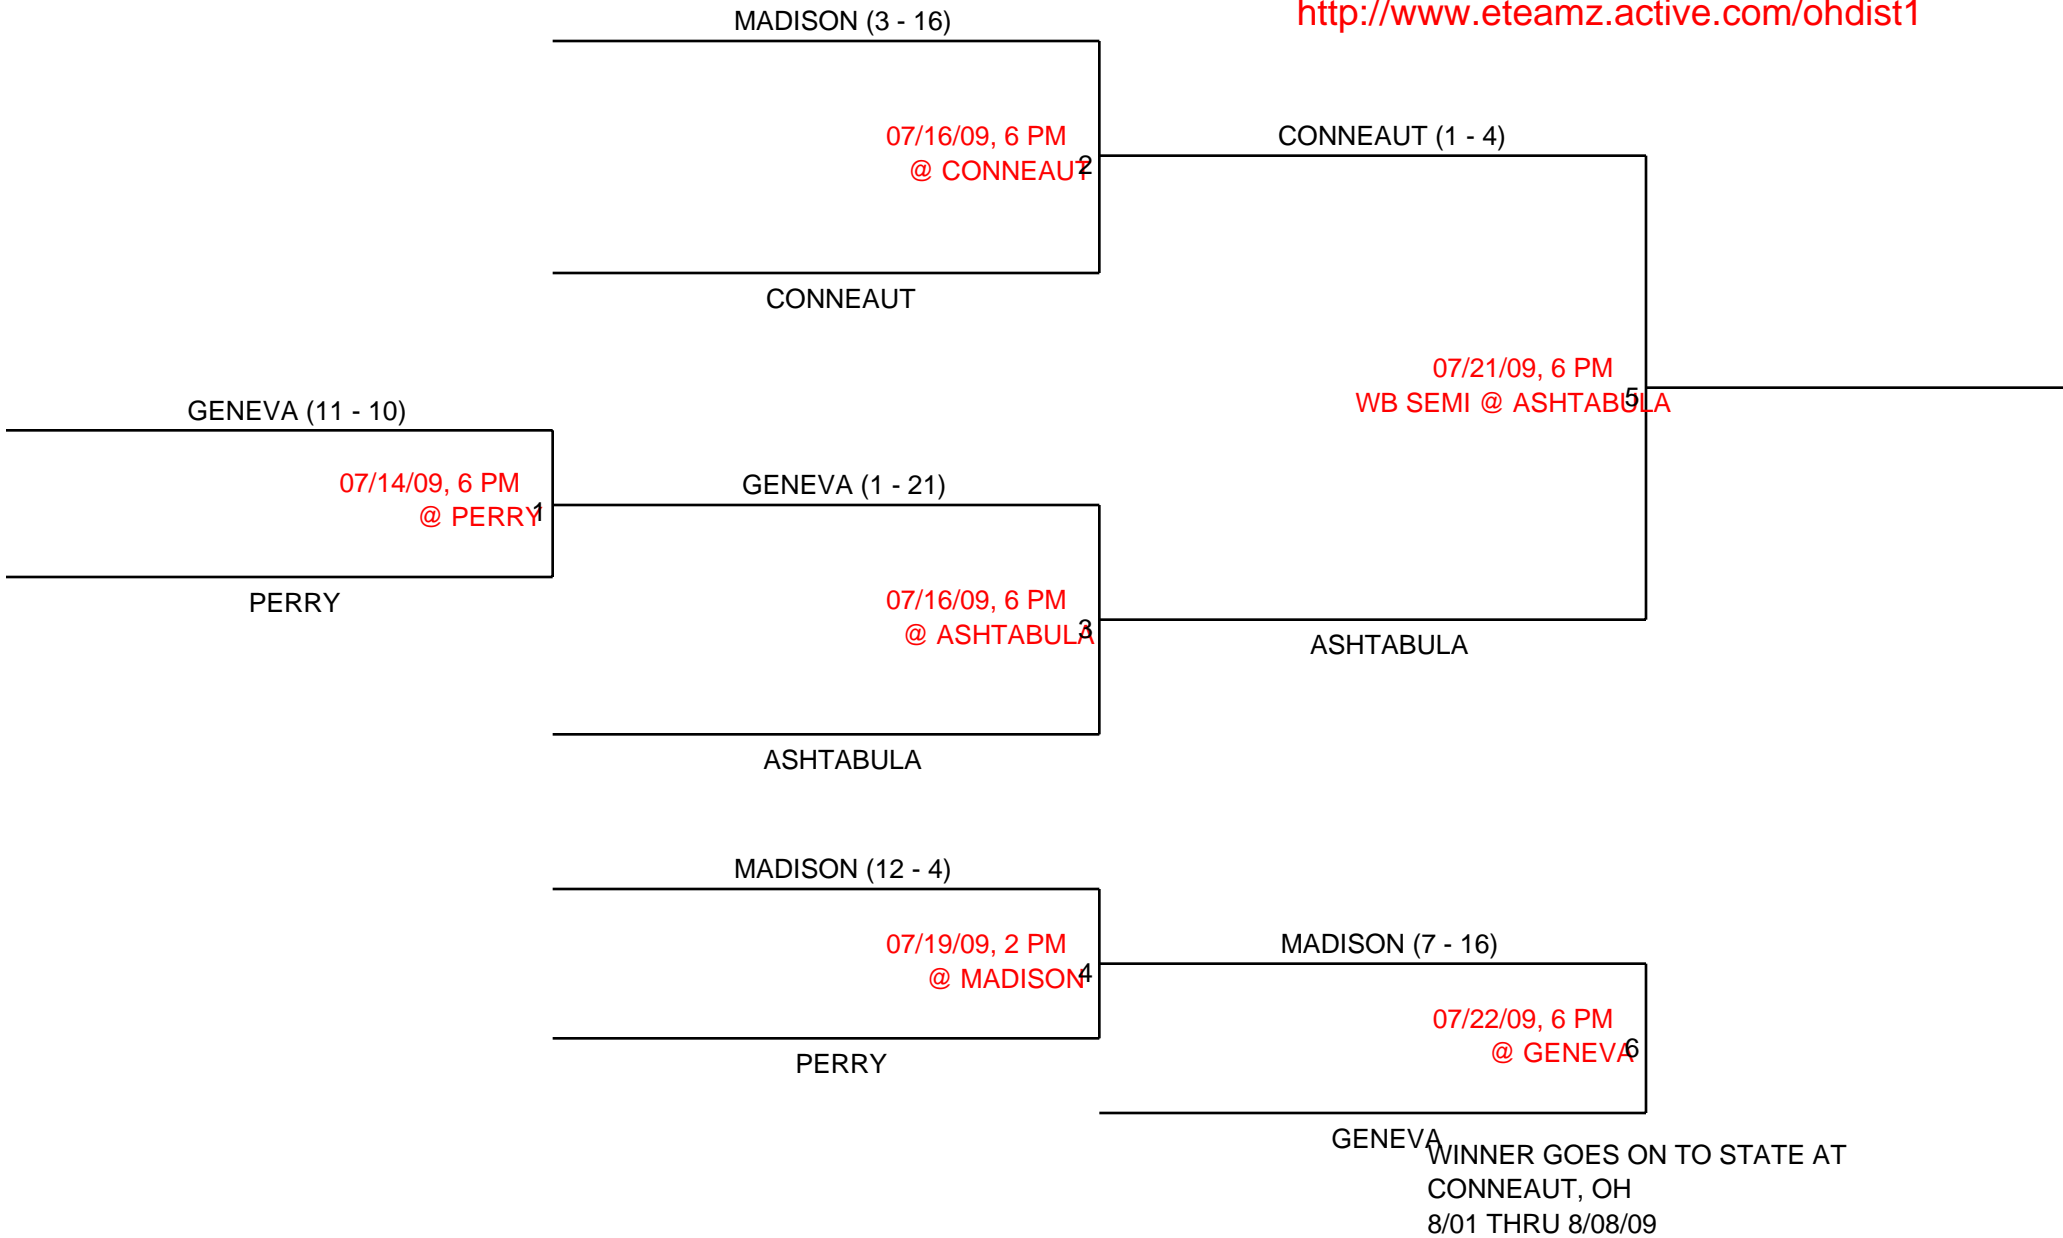 http://www.eteamz.active.com/ohdist1
MADISON (3 - 16)
07/16/09, 6 PM
@ CONNEAUT
2
CONNEAUT (1 - 4)
CONNEAUT
07/21/09, 6 PM
WB SEMI @ ASHTABULA
5
GENEVA (11 - 10)
07/14/09, 6 PM
@ PERRY
1
GENEVA (1 - 21)
PERRY
07/16/09, 6 PM
@ ASHTABULA
3
ASHTABULA
ASHTABULA
MADISON (12 - 4)
07/19/09, 2 PM
@ MADISON
4
MADISON (7 - 16)
PERRY
07/22/09, 6 PM
@ GENEVA
6
GENEVA
WINNER GOES ON TO STATE AT
CONNEAUT, OH
8/01 THRU 8/08/09